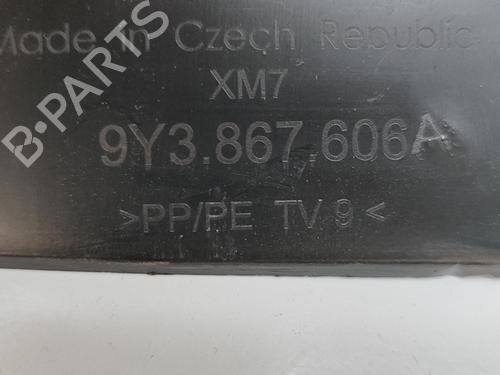 Made in Czech Republic
XM7
9Y3.867.606A
>PP/PE TV 9<
B-PARTS